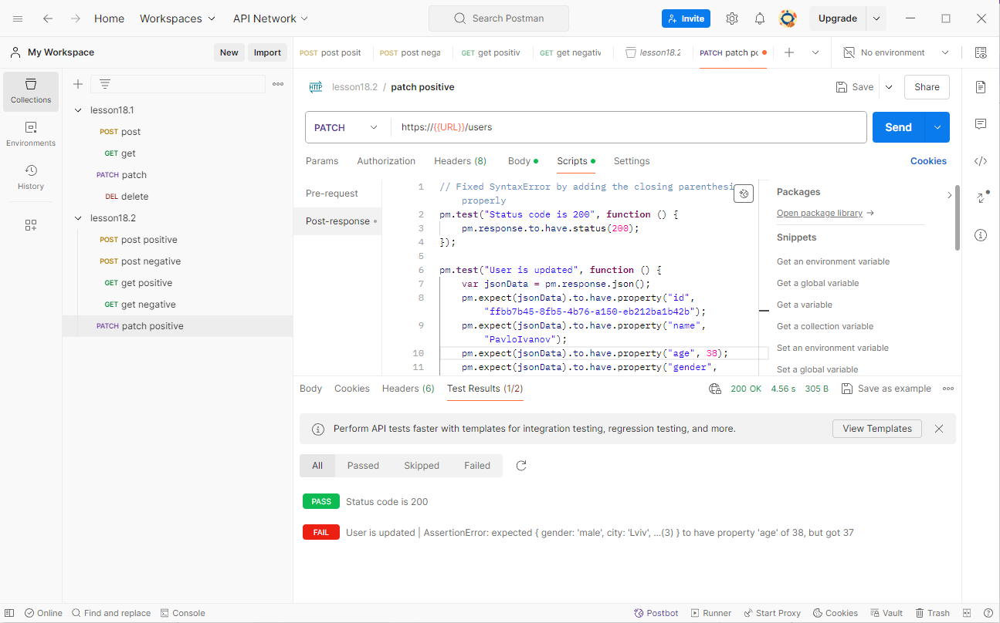 Home Workspaces API Network Search Postman Invite Upgrade
My Workspace New Import POST post posit POST post nega GET get positiv GET get negativ lesson18.2 PATCH patch po No environment
Collections
Environments
History
lesson18.1
POST post
GET get
PATCH patch
DEL delete
lesson18.2
POST post positive
POST post negative
GET get positive
GET get negative
PATCH patch positive
HTTP lesson18.2 / patch positive Save Share
PATCH https://{{URL}}/users Send
Params Authorization Headers (8) Body Scripts Settings Cookies
Pre-request
Post-response
1 // Fixed SyntaxError by adding the closing parenthesi
properly
2 pm.test("Status code is 200", function () {
3 pm.response.to.have.status(200);
4 });
5
6 pm.test("User is updated", function () {
7 var jsonData = pm.response.json();
8 pm.expect(jsonData).to.have.property("id",
"ffbb7b45-8fb5-4b76-a150-eb212ba1b42b");
9 pm.expect(jsonData).to.have.property("name",
"PavloIvanov");
10 pm.expect(jsonData).to.have.property("age", 38);
11 pm.expect(jsonData).to.have.property("gender",
Packages
Open package library →
Snippets
Get an environment variable
Get a global variable
Get a variable
Get a collection variable
Set an environment variable
Set a global variable
Body Cookies Headers (6) Test Results (1/2) 200 OK 4.56 s 305 B Save as example
Perform API tests faster with templates for integration testing, regression testing, and more. View Templates
All Passed Skipped Failed
PASS Status code is 200
FAIL User is updated | AssertionError: expected { gender: 'male', city: 'Lviv', …(3) } to have property 'age' of 38, but got 37
Online Find and replace Console Postbot Runner Start Proxy Cookies Vault Trash